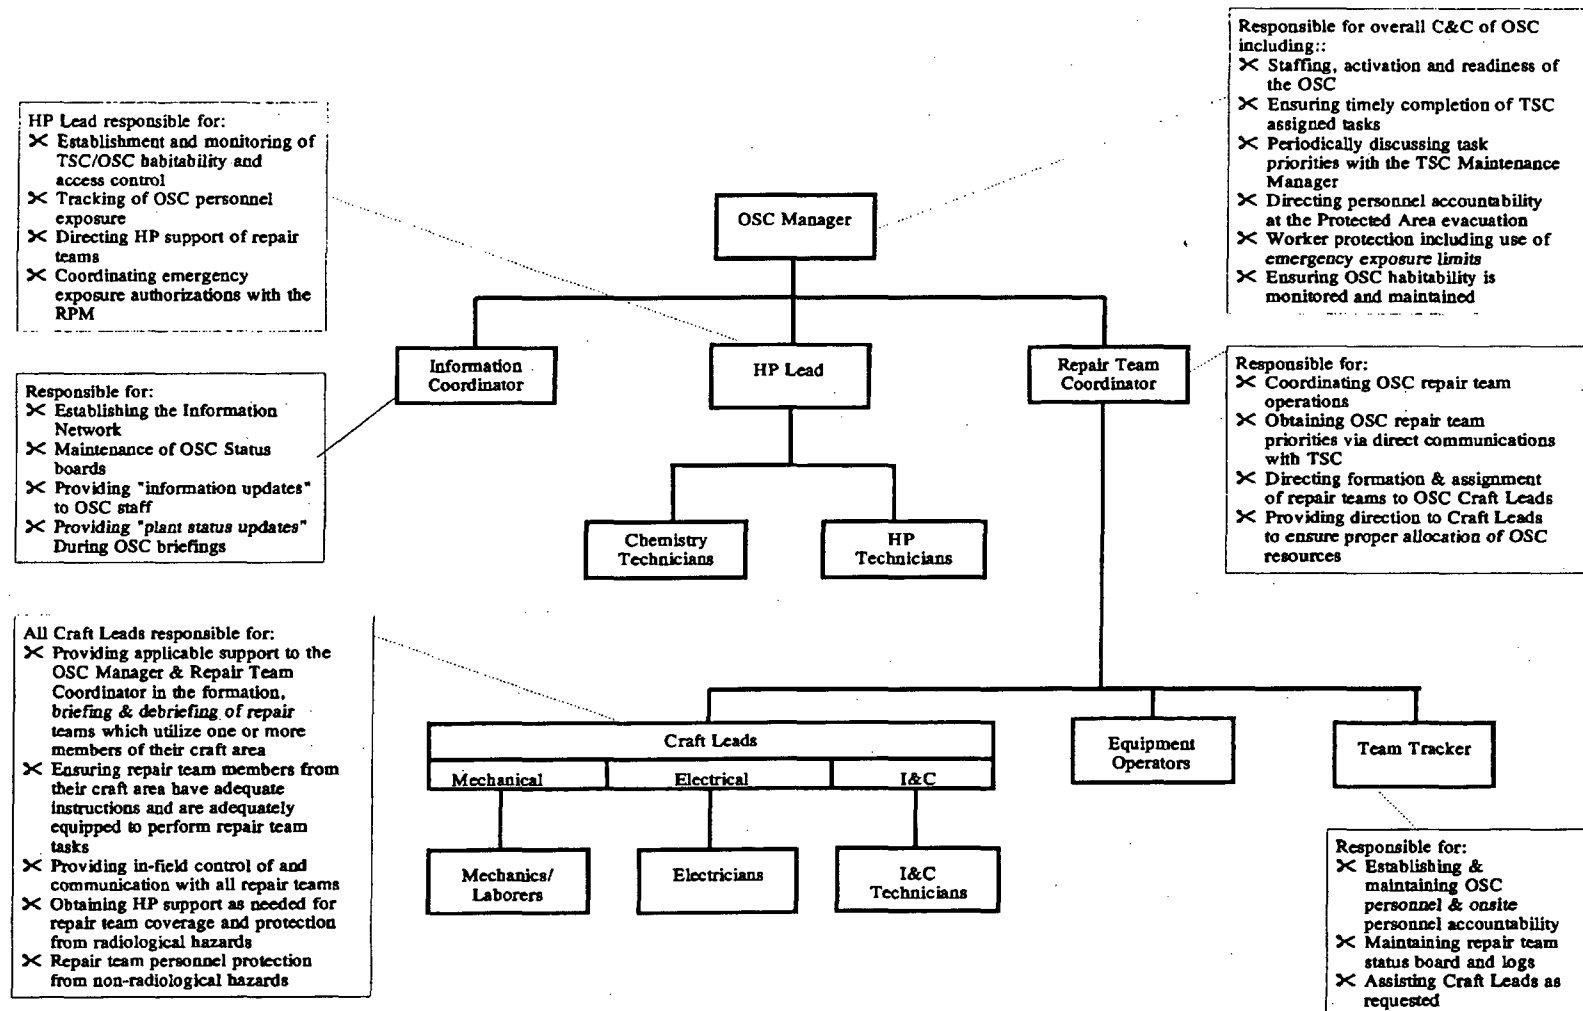 Responsible for overall C&C of OSC
including::
✂ Staffing, activation and readiness of
the OSC
✂ Ensuring timely completion of TSC
assigned tasks
✂ Periodically discussing task
priorities with the TSC Maintenance
Manager
✂ Directing personnel accountability
at the Protected Area evacuation
✂ Worker protection including use of
emergency exposure limits
✂ Ensuring OSC habitability is
monitored and maintained
HP Lead responsible for:
✂ Establishment and monitoring of
TSC/OSC habitability and
access control
✂ Tracking of OSC personnel
exposure
✂ Directing HP support of repair
teams
✂ Coordinating emergency
exposure authorizations with the
RPM
OSC Manager
Information
Coordinator
HP Lead
Repair Team
Coordinator
Responsible for:
✂ Establishing the Information
Network
✂ Maintenance of OSC Status
boards
✂ Providing "information updates"
to OSC staff
✂ Providing "plant status updates"
During OSC briefings
Responsible for:
✂ Coordinating OSC repair team
operations
✂ Obtaining OSC repair team
priorities via direct communications
with TSC
✂ Directing formation & assignment
of repair teams to OSC Craft Leads
✂ Providing direction to Craft Leads
to ensure proper allocation of OSC
resources
Chemistry
Technicians
HP
Technicians
All Craft Leads responsible for:
✂ Providing applicable support to the
OSC Manager & Repair Team
Coordinator in the formation,
briefing & debriefing of repair
teams which utilize one or more
members of their craft area
✂ Ensuring repair team members from
their craft area have adequate
instructions and are adequately
equipped to perform repair team
tasks
✂ Providing in-field control of and
communication with all repair teams
✂ Obtaining HP support as needed for
repair team coverage and protection
from radiological hazards
✂ Repair team personnel protection
from non-radiological hazards
Craft Leads
Mechanical
Electrical
I&C
Equipment
Operators
Team Tracker
Mechanics/
Laborers
Electricians
I&C
Technicians
Responsible for:
✂ Establishing &
maintaining OSC
personnel & onsite
personnel accountability
✂ Maintaining repair team
status board and logs
✂ Assisting Craft Leads as
requested